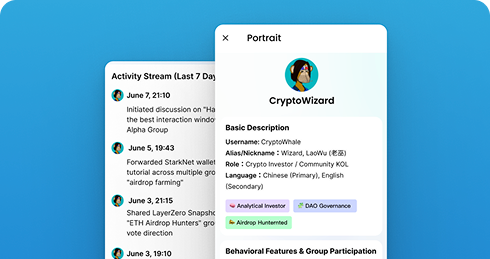 Portrait
CryptoWizard
Basic Description
Username: CryptoWhale
Alias/Nickname：Wizard, LaoWu (老巫)
Role：Crypto Investor / Community KOL
Language：Chinese (Primary), English
(Secondary)
Analytical Investor
DAO Governance
Airdrop Hunternted
Behavioral Features & Group Participation
Activity Stream (Last 7 Day
June 7, 21:10
Initiated discussion on "Ha
the best interaction window
Alpha Group
June 5, 19:43
Forwarded StarkNet wallet
tutorial across multiple gro
"airdrop farming"
June 3, 21:15
Shared LayerZero Snapsho
"ETH Airdrop Hunters" gro
vote direction
June 3, 19:10